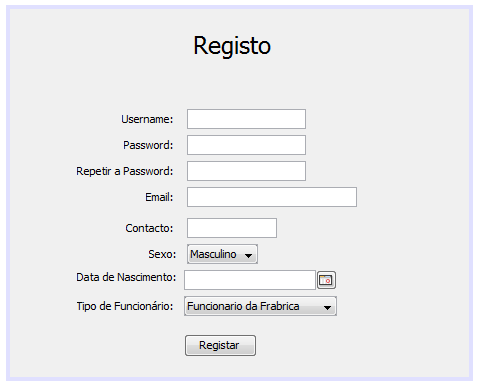 Registo
Username:
Password:
Repetir a Password:
Email:
Contacto:
Sexo: Masculino
Data de Nascimento:
Tipo de Funcionário: Funcionario da Frabrica
Registar